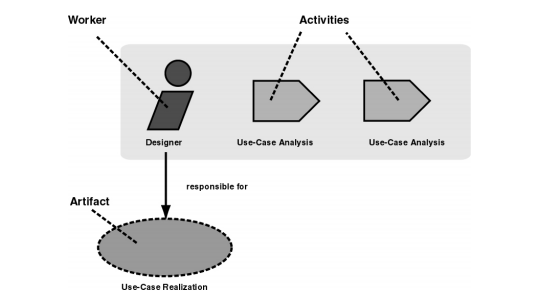 Worker
Activities
Designer
Use-Case Analysis
Use-Case Analysis
responsible for
Artifact
Use-Case Realization